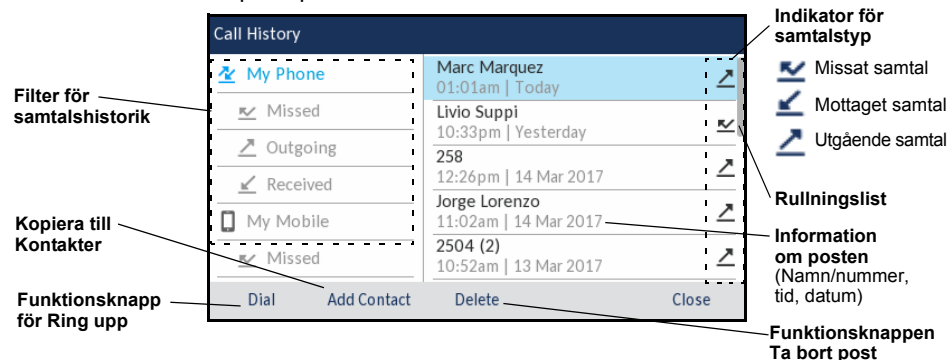 Call History
My Phone
Missed
Outgoing
Received
My Mobile
Missed
Marc Marquez
01:01am | Today
Livio Suppi
10:33pm | Yesterday
258
12:26pm | 14 Mar 2017
Jorge Lorenzo
11:02am | 14 Mar 2017
2504 (2)
10:52am | 13 Mar 2017
Dial
Add Contact
Delete
Close
Filter för
samtalshistorik
Kopiera till
Kontakter
Funktionsknapp
för Ring upp
Indikator för
samtalstyp
Missat samtal
Mottaget samtal
Utgående samtal
Rullningslist
Information
om posten
(Namn/nummer,
tid, datum)
Funktionsknappen
Ta bort post